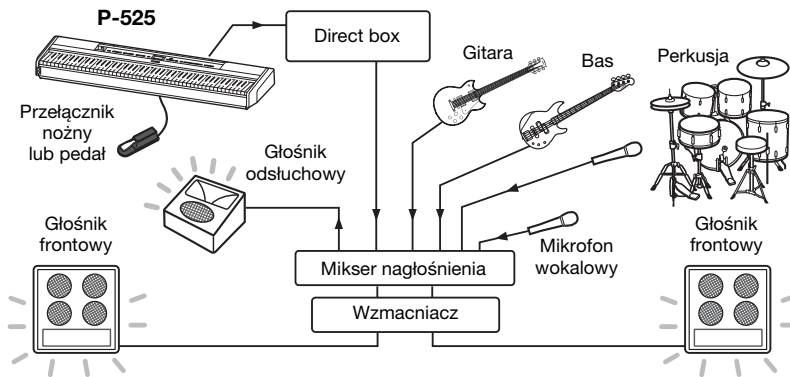 P-525
Direct box
Gitara
Bas
Perkusja
Przełącznik
nożny
lub pedał
Głośnik
odsłuchowy
Głośnik
frontowy
Mikrofon
wokalowy
Głośnik
frontowy
Mikser nagłośnienia
Wzmacniacz